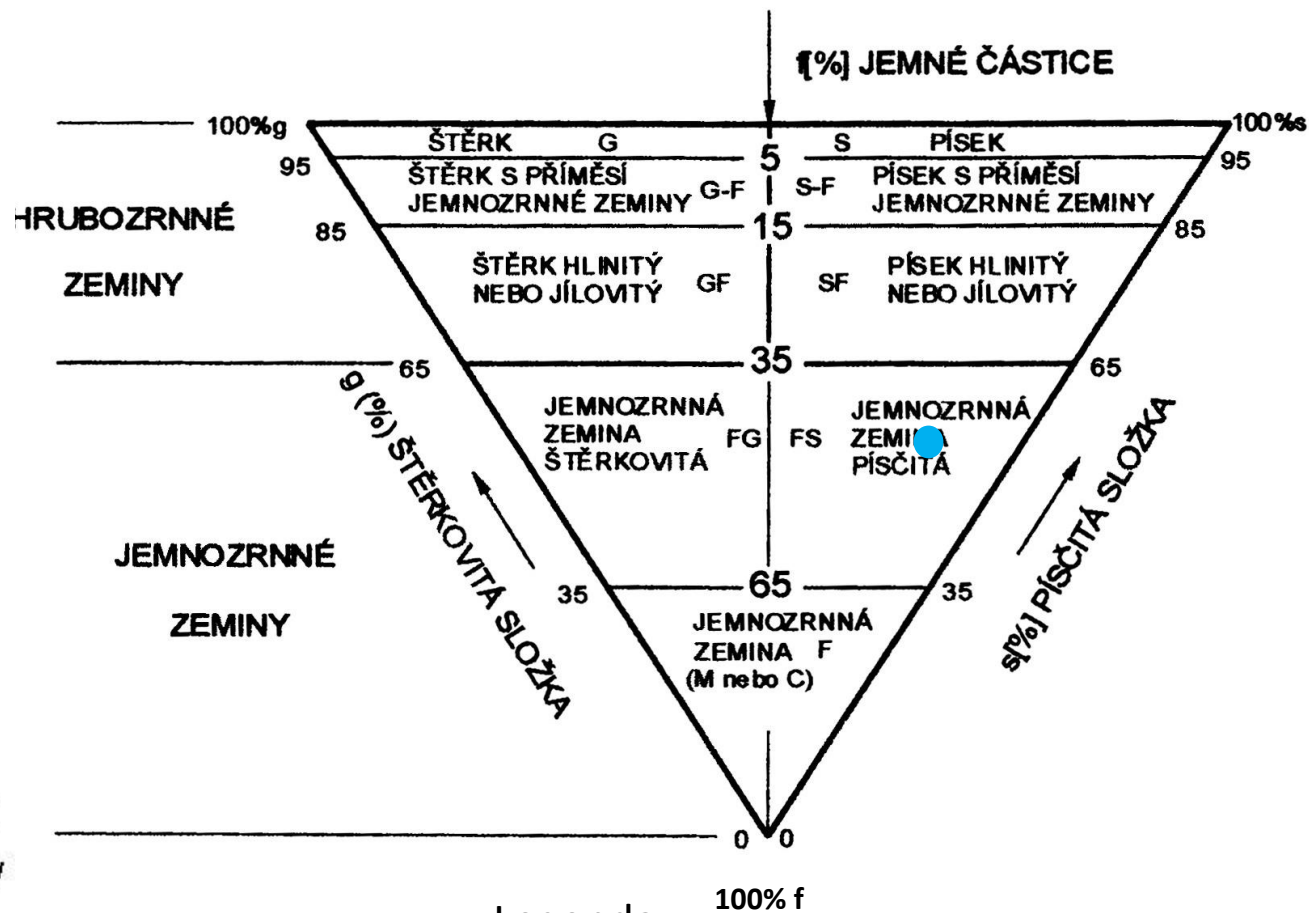 f[%] JEMNÉ ČÁSTICE
100%g
100%s
ŠTĚRK G
5
S PÍSEK
95
95
ŠTĚRK S PŘÍMĚSÍ
JEMNOZRNNÉ ZEMINY
G-F
S-F
PÍSEK S PŘÍMĚSÍ
JEMNOZRNNÉ ZEMINY
HRUBOZRNNÉ
ZEMINY
85
15
85
ŠTĚRK HLINITÝ
NEBO JÍLOVITÝ
GF
SF
PÍSEK HLINITÝ
NEBO JÍLOVITÝ
65
35
65
g (%) ŠTĚRKOVITÁ SLOŽKA
JEMNOZRNNÁ
ZEMINA
ŠTĚRKOVITÁ
FG
FS
JEMNOZRNNÁ
ZEMINA
PÍSČITÁ
s[%] PÍSČITÁ SLOŽKA
JEMNOZRNNÉ
ZEMINY
35
65
35
JEMNOZRNNÁ
ZEMINA F
(M nebo C)
0
0
100% f